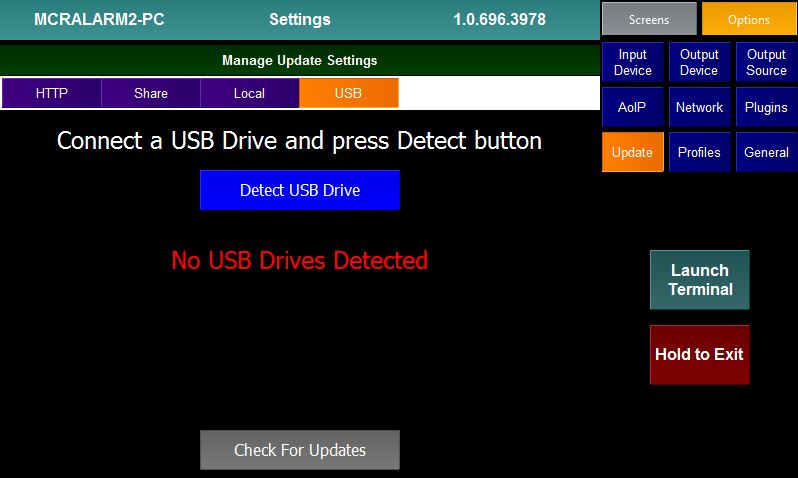 MCRALARM2-PC Settings 1.0.696.3978
Manage Update Settings
HTTP Share Local USB
Connect a USB Drive and press Detect button
Detect USB Drive
No USB Drives Detected
Check For Updates
Screens Options
Input Device Output Device Output Source
AoIP Network Plugins
Update Profiles General
Launch
Terminal
Hold to Exit